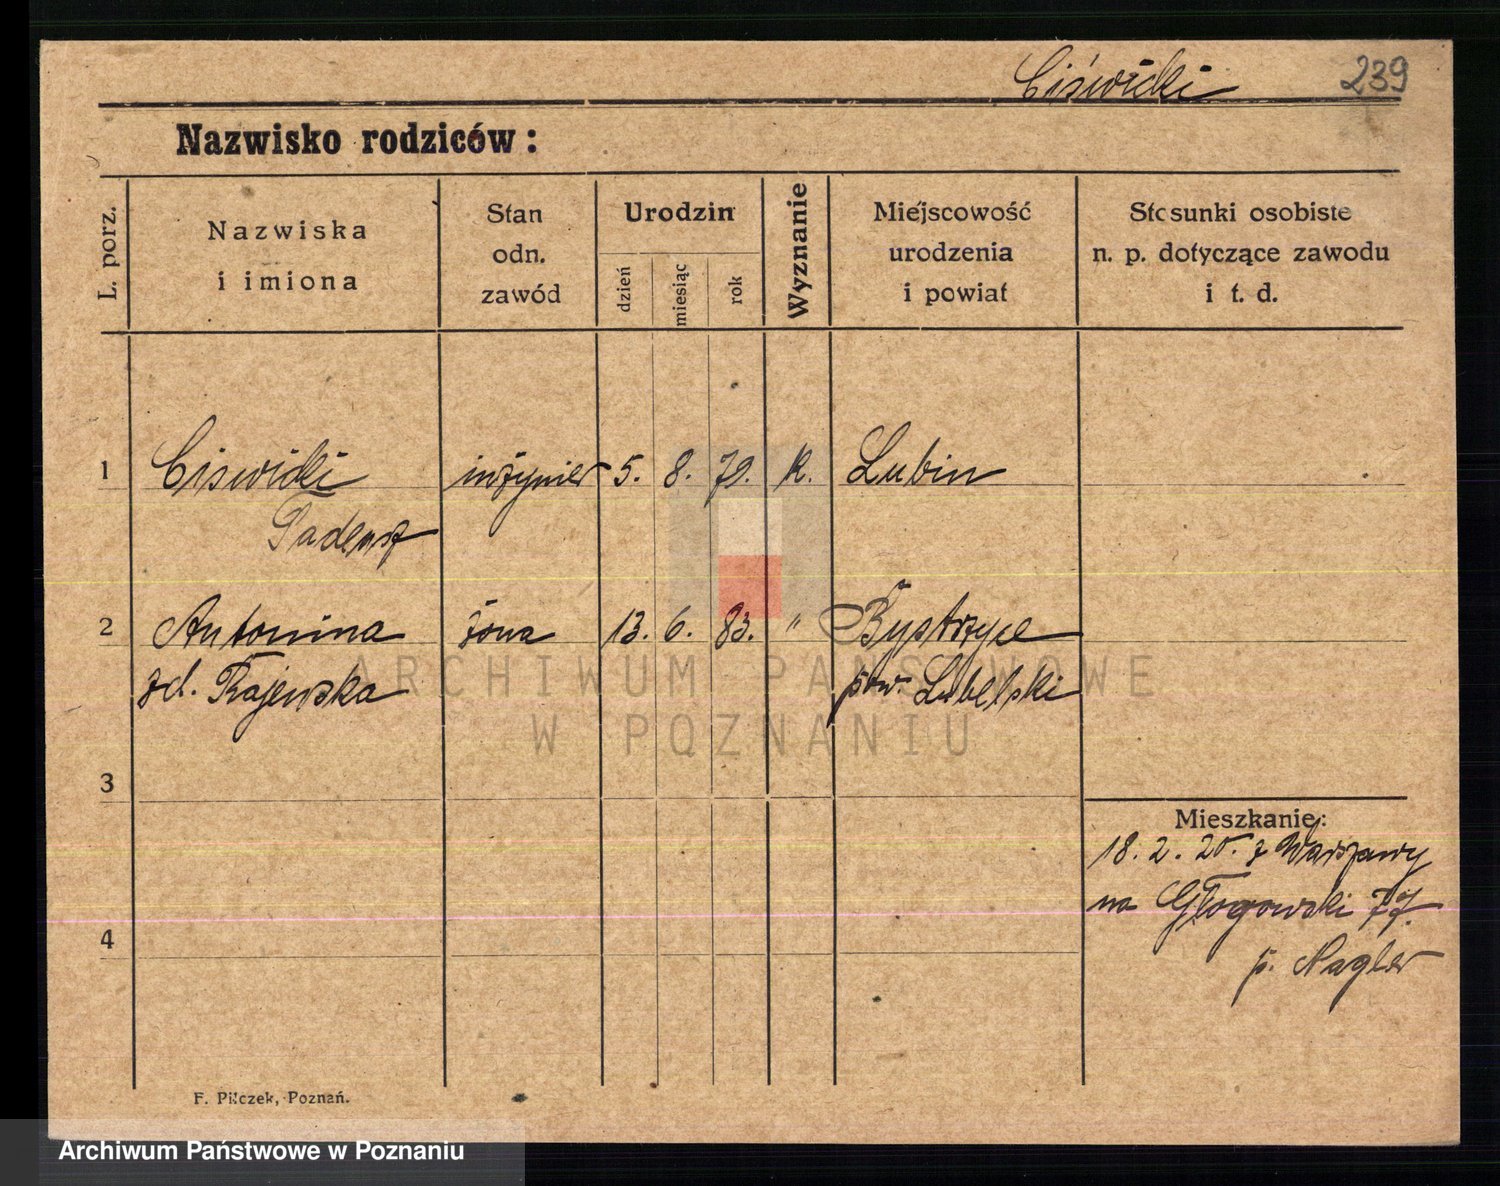 Ciświcki 239
Nazwisko rodziców:
L. porz.
Nazwiska
i imiona
Stan
odn.
zawód
Urodzin
dzień
miesiąc
rok
Wyznanie
Miejscowość
urodzenia
i powiat
Stosunki osobiste
n. p. dotyczące zawodu
i t. d.
1 Ciświcki inżynier 5. 8. 79. k. Lubin
Tadeusz
2 Antonina żona 13. 6. 83. " Bystrzyce
zd. Rajewska pow Lubelski
ARCHIWUM PAŃSTWOWE
W POZNANIU
3
Mieszkanie:
18. 2. 20. z Warszawy
na Głogowski 77.
4
p. Nagler
F. Pilczek, Poznań.
Archiwum Państwowe w Poznaniu